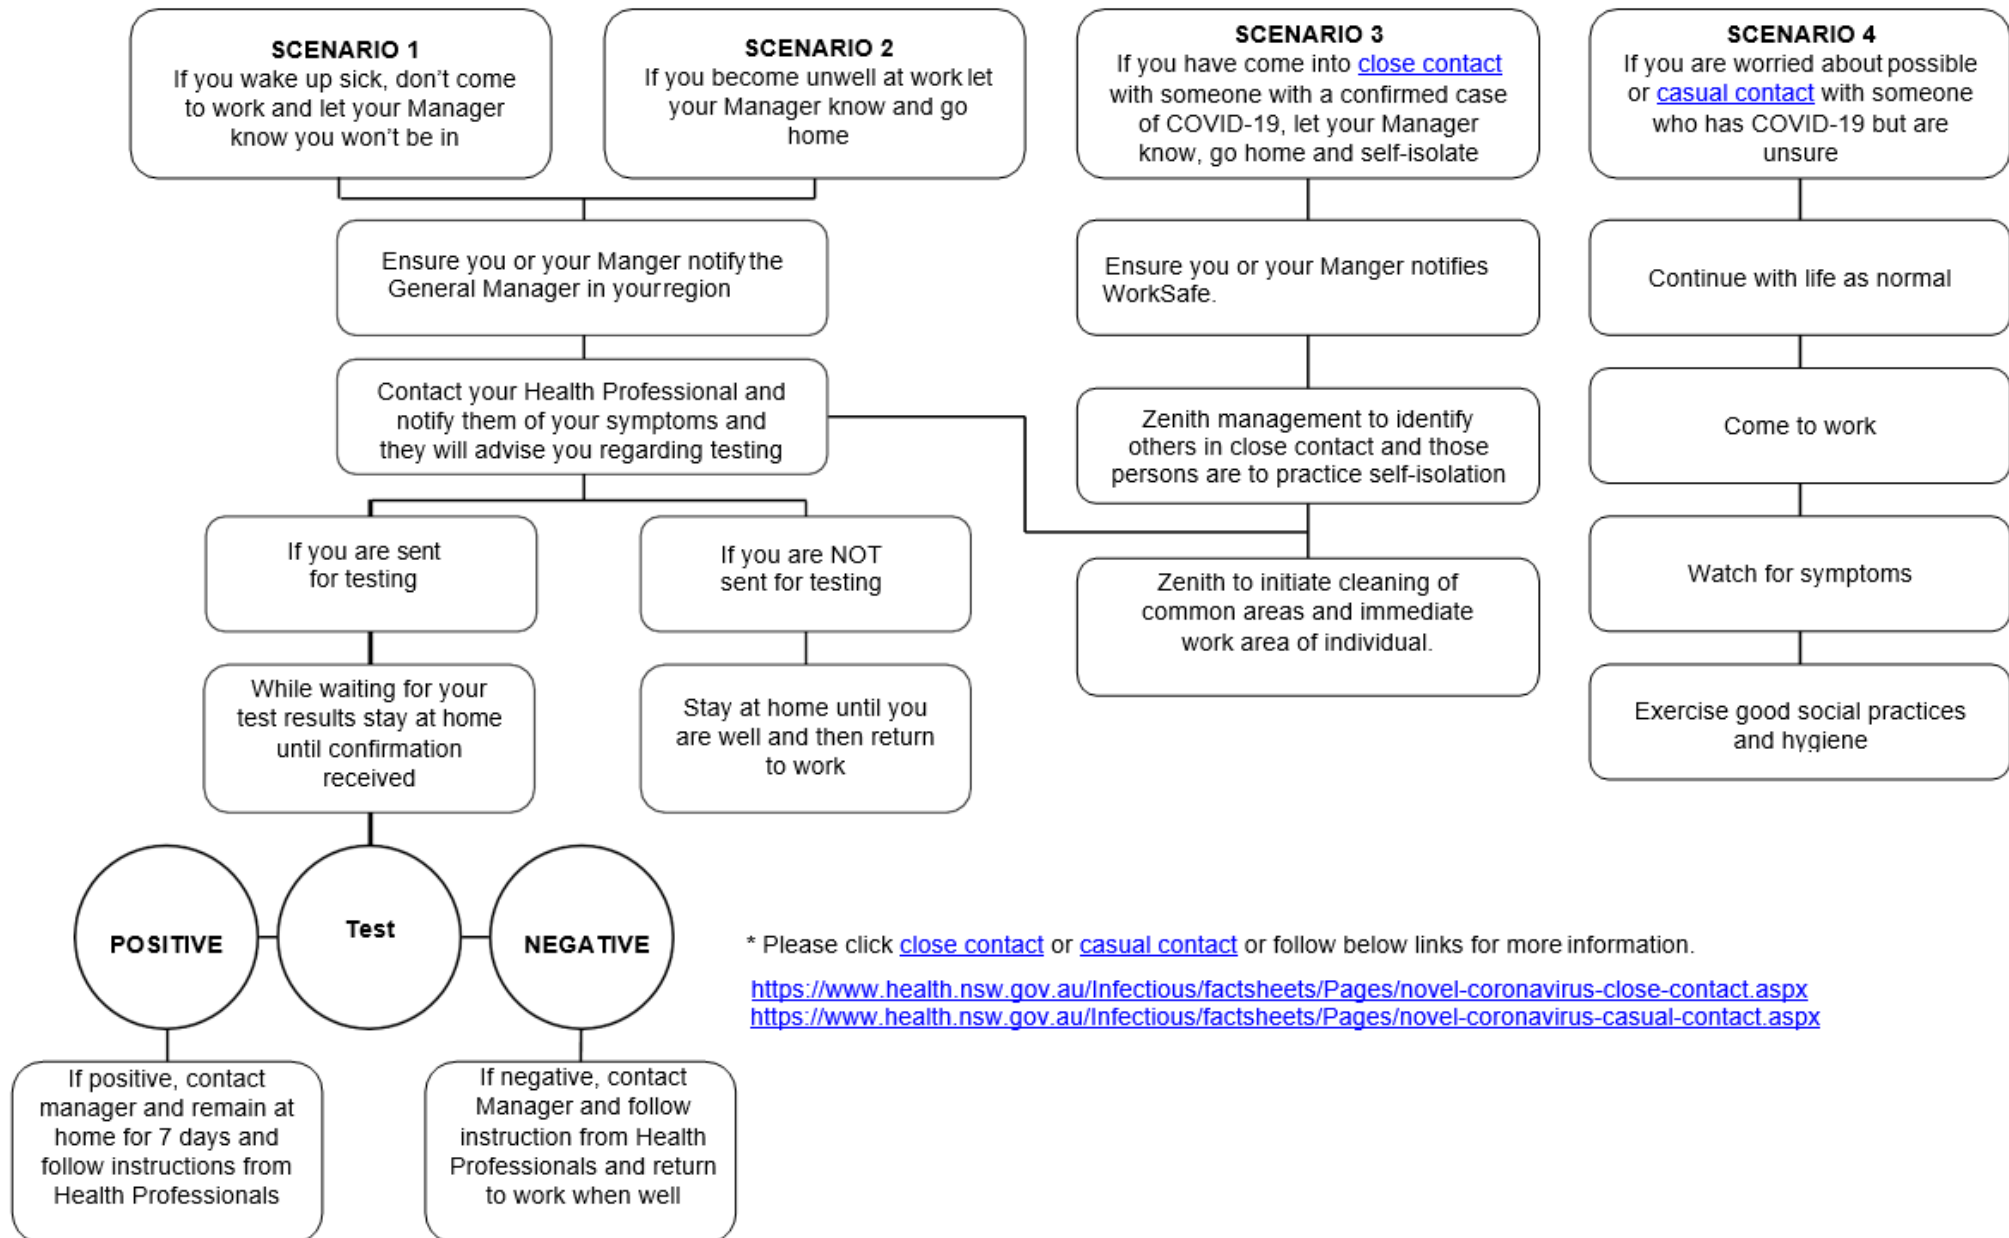 SCENARIO 1
If you wake up sick, don't come
to work and let your Manager
know you won't be in
SCENARIO 2
If you become unwell at work let
your Manager know and go
home
SCENARIO 3
If you have come into close contact
with someone with a confirmed case
of COVID-19, let your Manager
know, go home and self-isolate
SCENARIO 4
If you are worried about possible
or casual contact with someone
who has COVID-19 but are
unsure
Ensure you or your Manger notify the
General Manager in your region
Ensure you or your Manger notifies
WorkSafe.
Continue with life as normal
Contact your Health Professional and
notify them of your symptoms and
they will advise you regarding testing
Zenith management to identify
others in close contact and those
persons are to practice self-isolation
Come to work
If you are sent
for testing
If you are NOT
sent for testing
Zenith to initiate cleaning of
common areas and immediate
work area of individual.
Watch for symptoms
While waiting for your
test results stay at home
until confirmation
received
Stay at home until you
are well and then return
to work
Exercise good social practices
and hygiene
POSITIVE
Test
NEGATIVE
* Please click close contact or casual contact or follow below links for more information.
https://www.health.nsw.gov.au/Infectious/factsheets/Pages/novel-coronavirus-close-contact.aspx
https://www.health.nsw.gov.au/Infectious/factsheets/Pages/novel-coronavirus-casual-contact.aspx
If positive, contact
manager and remain at
home for 7 days and
follow instructions from
Health Professionals
If negative, contact
Manager and follow
instruction from Health
Professionals and return
to work when well